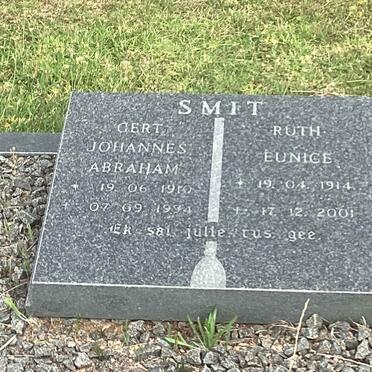 SMIT
GERT
JOHANNES
ABRAHAM
* 19.06.1910
+ 07.09.1994
RUTH
EUNICE
* 19.04.1914
+ 17.12.2001
Ek sal julle rus gee.